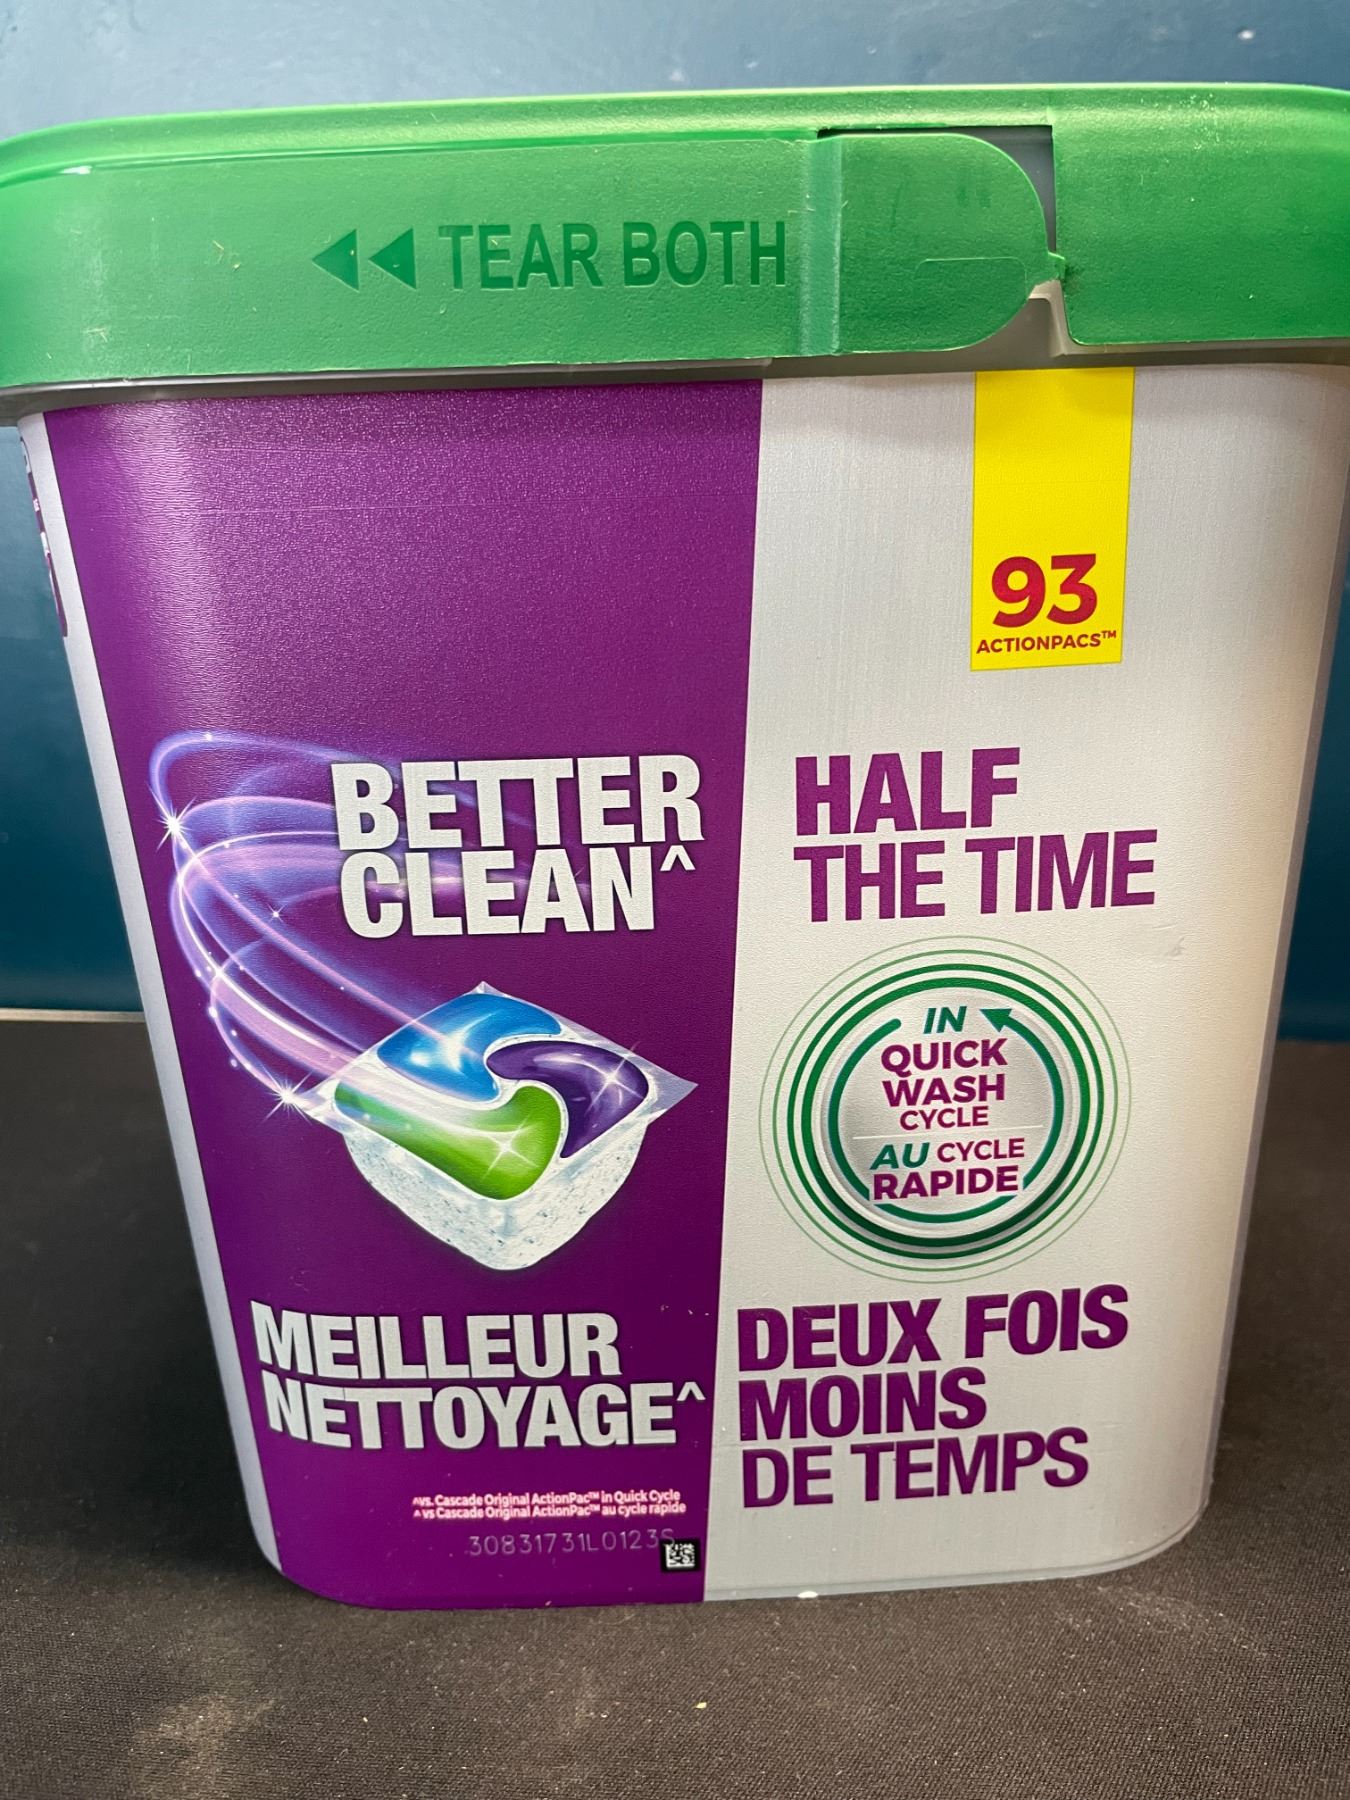 TEAR BOTH
93
ACTIONPACS™
BETTER
CLEAN^
HALF
THE TIME
IN
QUICK
WASH
CYCLE
AU CYCLE
RAPIDE
MEILLEUR
NETTOYAGE^
DEUX FOIS
MOINS
DE TEMPS
^vs. Cascade Original ActionPac™ in Quick Cycle
^ vs Cascade Original ActionPac™ au cycle rapide
30831731L0123S